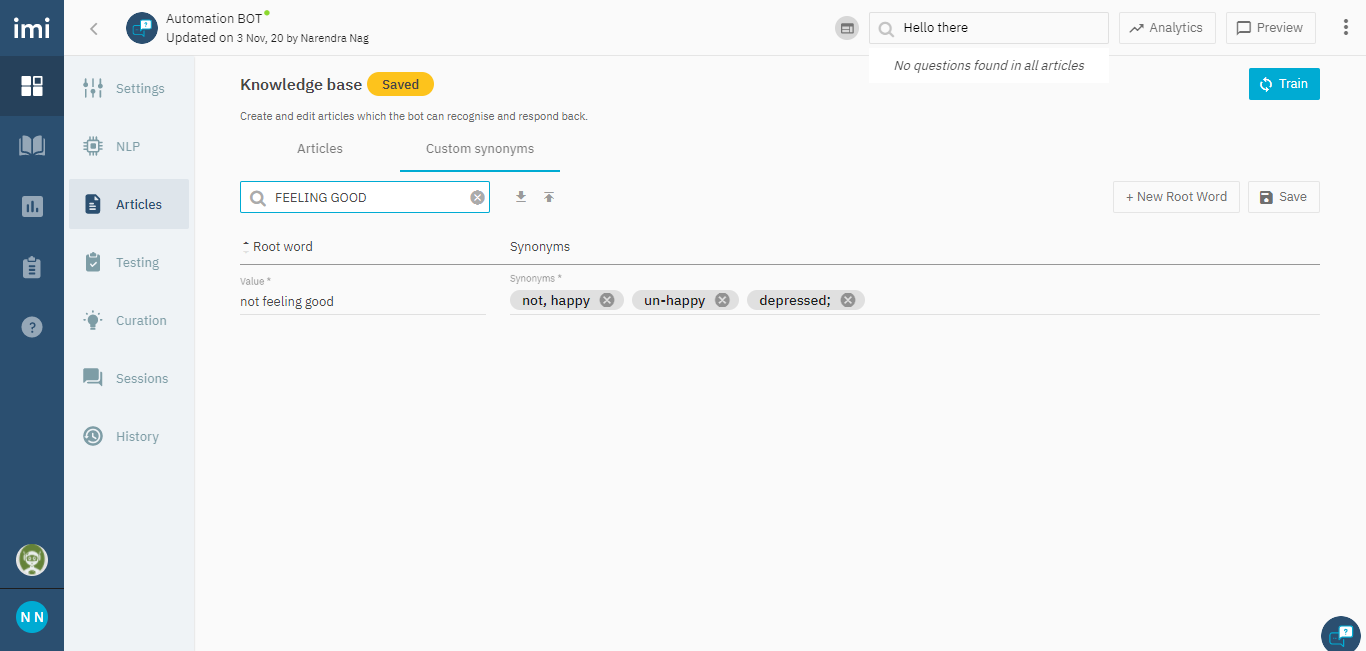 imi
Automation BOT
Updated on 3 Nov, 20 by Narendra Nag
Hello there
Analytics
Preview
No questions found in all articles
Settings
NLP
Articles
Testing
Curation
Sessions
History
Knowledge base
Saved
Train
Create and edit articles which the bot can recognise and respond back.
Articles
Custom synonyms
FEELING GOOD
+ New Root Word
Save
Root word
Synonyms
Value *
Synonyms *
not feeling good
not, happy
un-happy
depressed;
N N